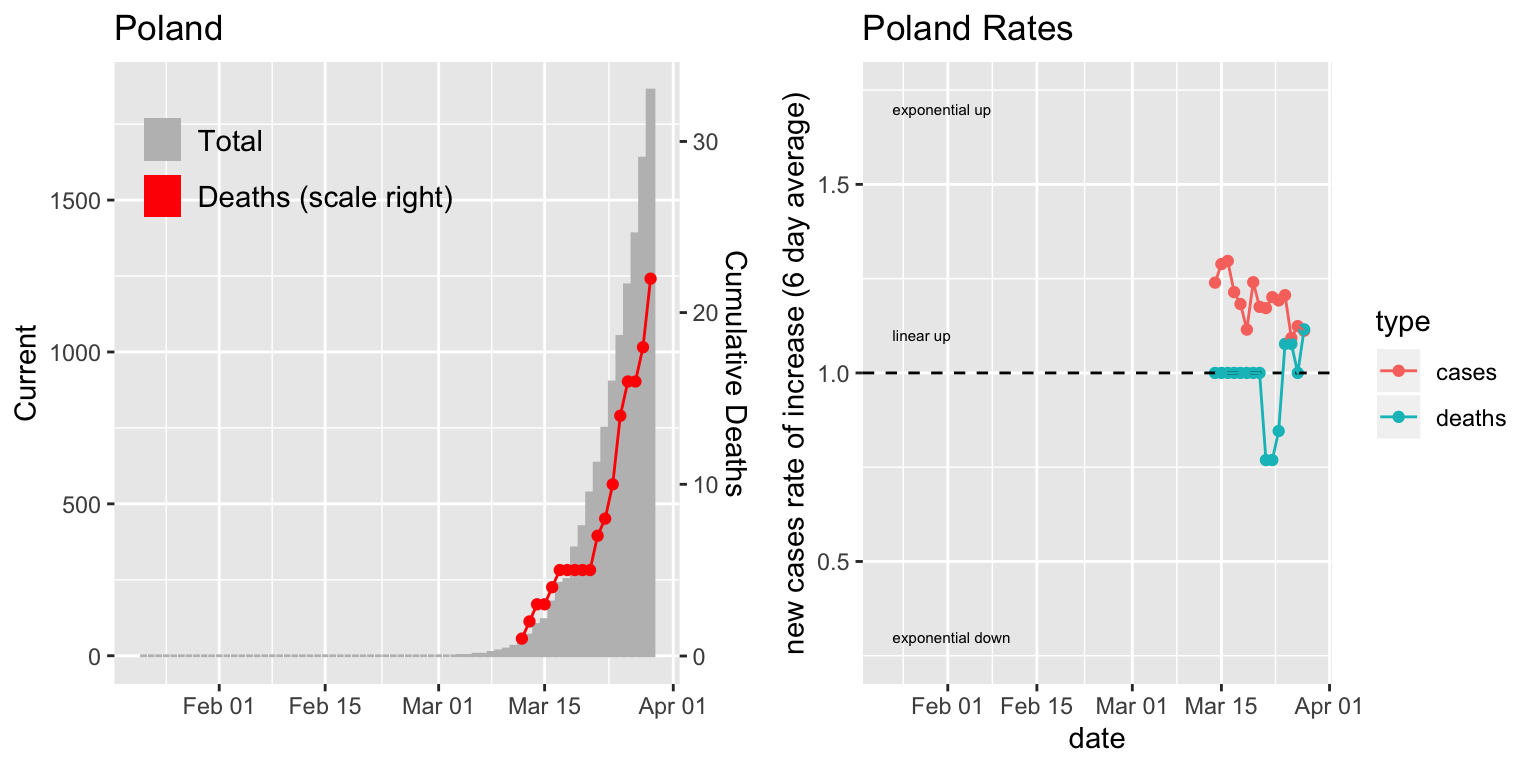 Poland
Total
Deaths (scale right)
Current
1500
1000
500
0
30
20
10
0
Cumulative Deaths
Feb 01
Feb 15
Mar 01
Mar 15
Apr 01
Poland Rates
new cases rate of increase (6 day average)
1.5
1.0
0.5
exponential up
linear up
exponential down
Feb 01
Feb 15
Mar 01
Mar 15
Apr 01
date
type
cases
deaths